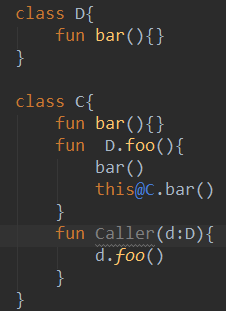 class D{
    fun bar(){}
}

class C{
    fun bar(){}
    fun  D.foo(){
        bar()
        this@C.bar()
    }
    fun Caller(d:D){
        d.foo()
    }
}